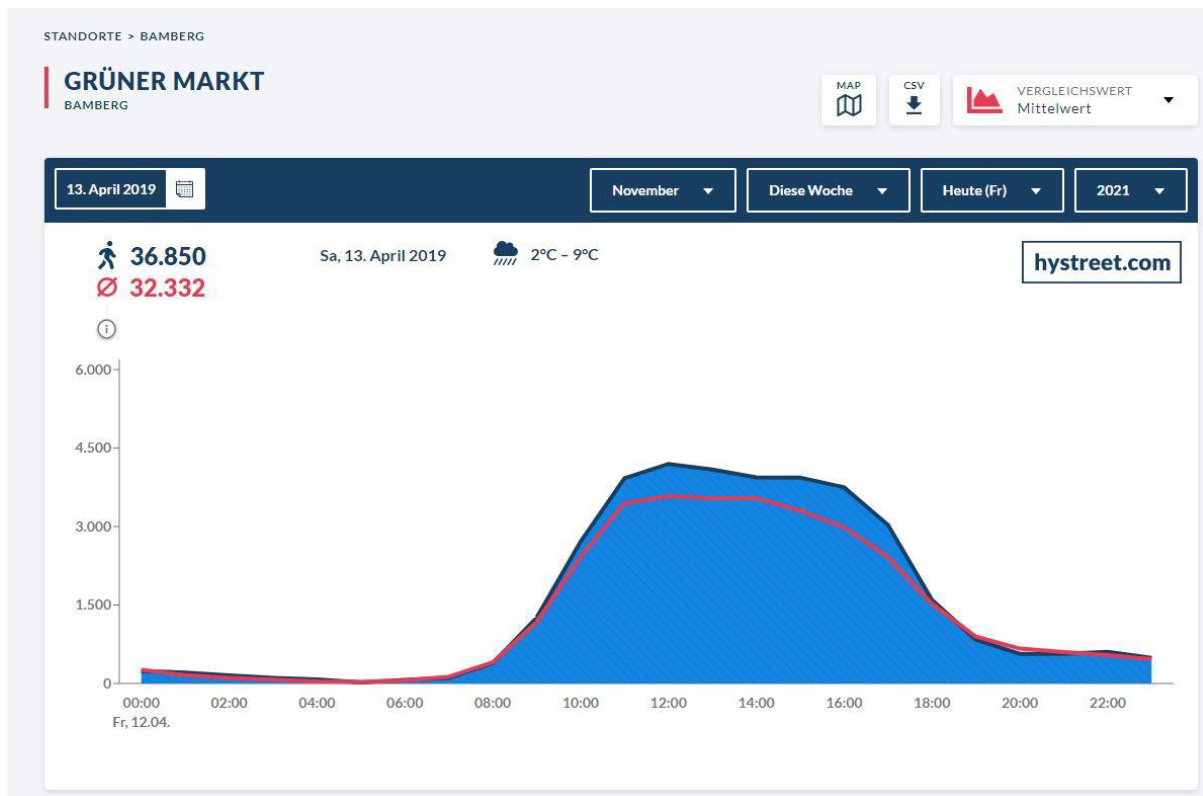 STANDORTE > BAMBERG
GRÜNER MARKT
BAMBERG
MAP
CSV
VERGLEICHSWERT
Mittelwert
13. April 2019
November
Diese Woche
Heute (Fr)
2021
36.850
Ø 32.332
Sa, 13. April 2019
2°C – 9°C
hystreet.com
6.000
4.500
3.000
1.500
0
00:00 02:00 04:00 06:00 08:00 10:00 12:00 14:00 16:00 18:00 20:00 22:00
Fr, 12.04.